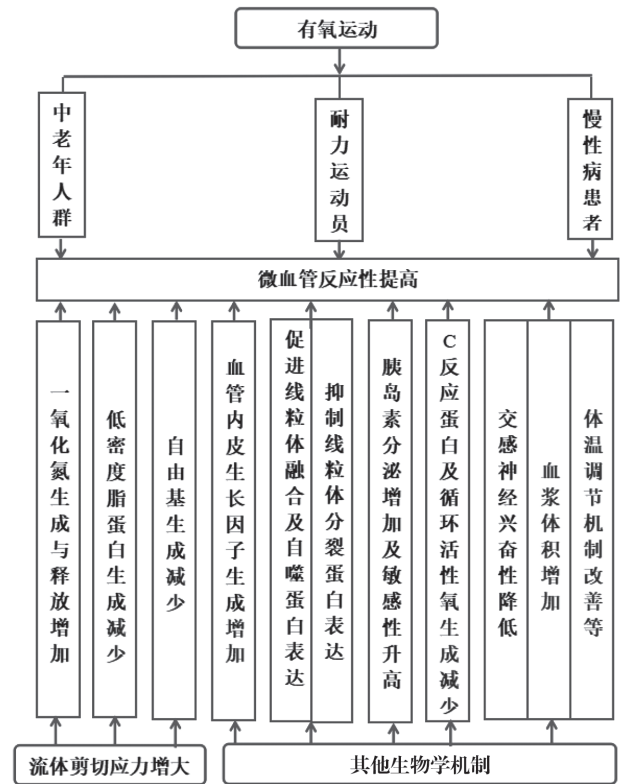 有氧运动
中老年人群
耐力运动员
慢性病患者
微血管反应性提高
一氧化氮生成与释放增加
低密度脂蛋白生成减少
自由基生成减少
血管内皮生长因子生成增加
促进线粒体融合及自噬蛋白表达
抑制线粒体分裂蛋白表达
胰岛素分泌增加及敏感性升高
C反应蛋白及循环活性氧生成减少
交感神经兴奋性降低
血浆体积增加
体温调节机制改善等
流体剪切应力增大
其他生物学机制